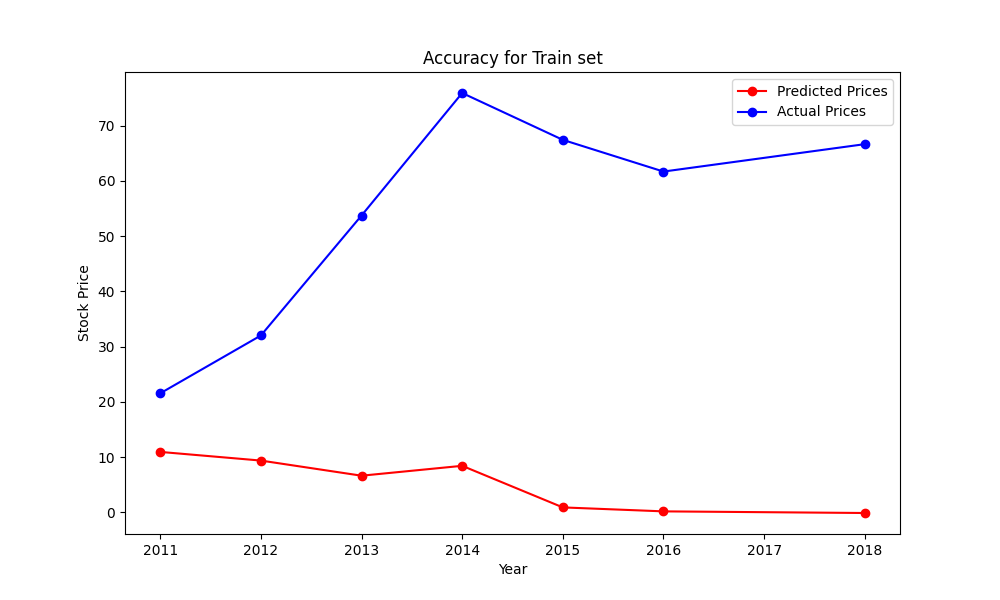 Accuracy for Train set
Predicted Prices
Actual Prices
70
60
50
40
30
20
10
0
Stock Price
2011 2012 2013 2014 2015 2016 2017 2018
Year